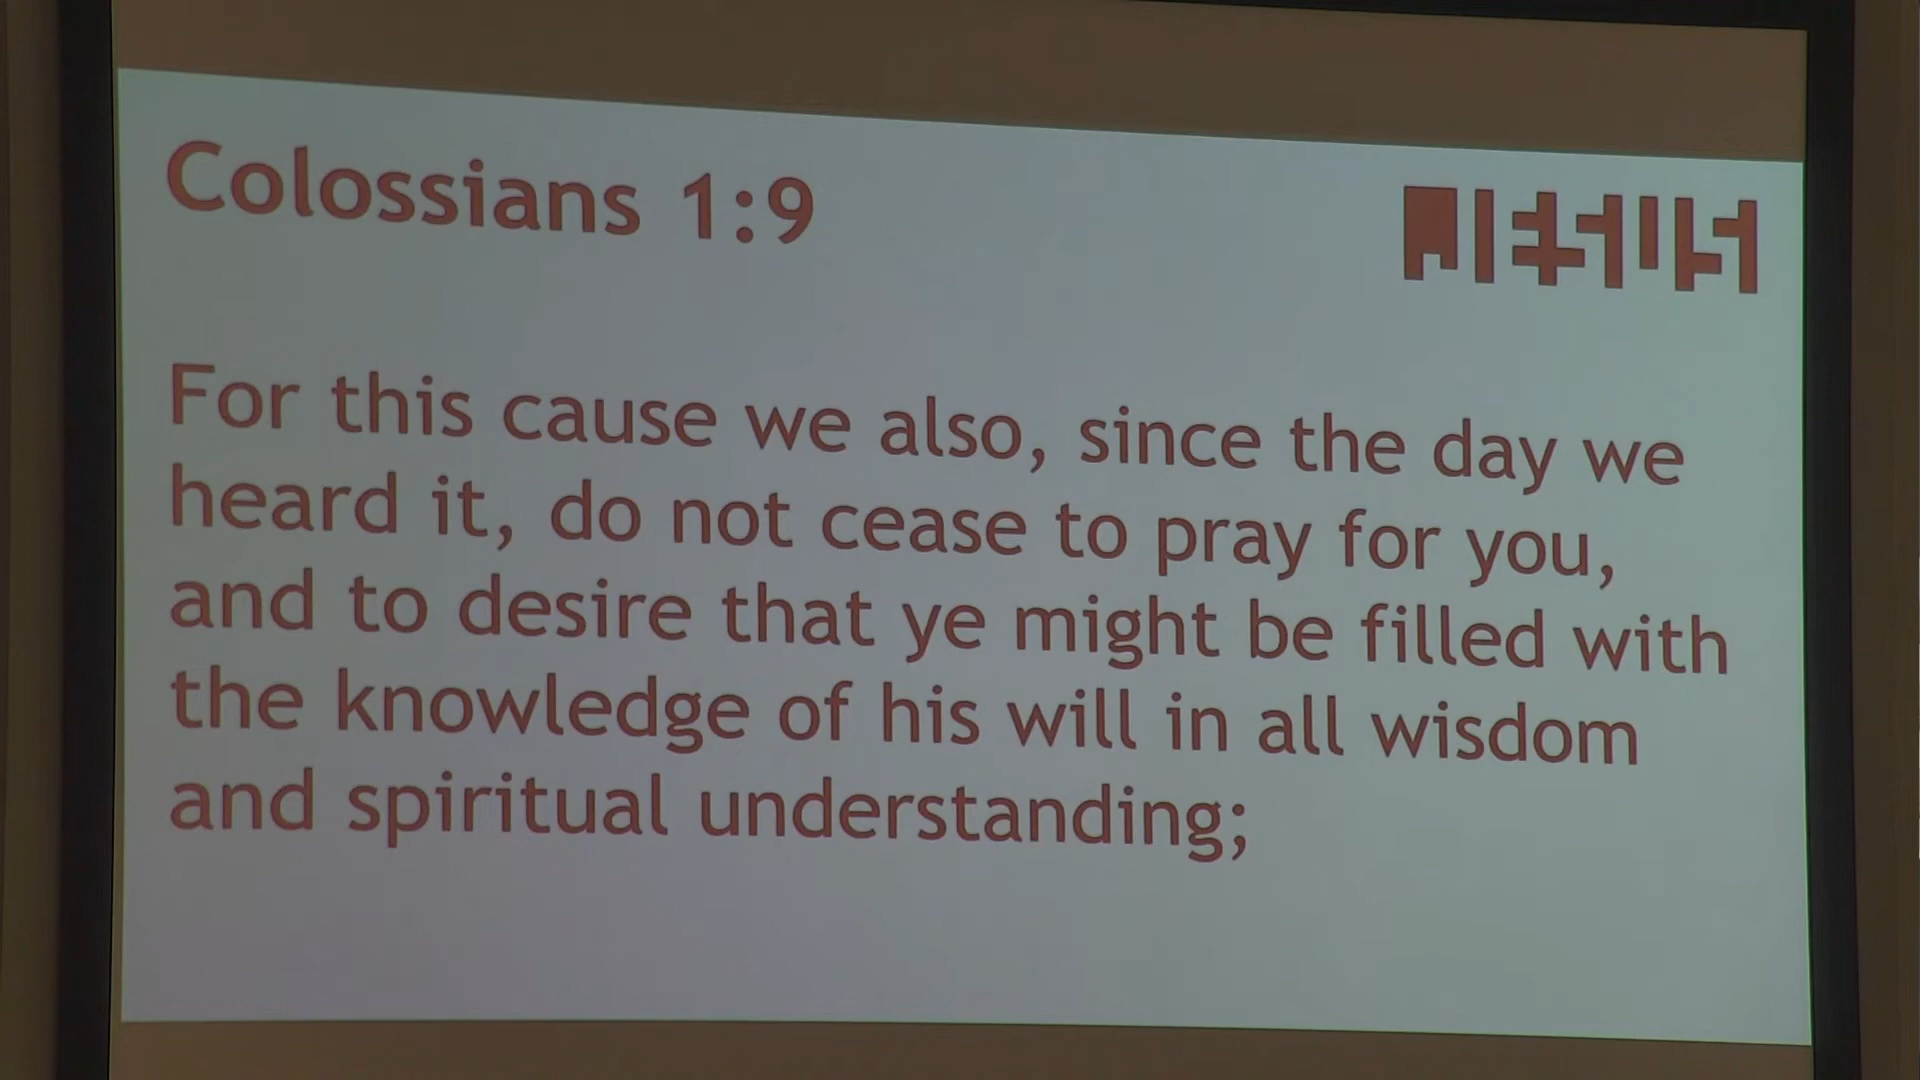 Colossians 1:9
For this cause we also, since the day we
heard it, do not cease to pray for you,
and to desire that ye might be filled with
the knowledge of his will in all wisdom
and spiritual understanding;